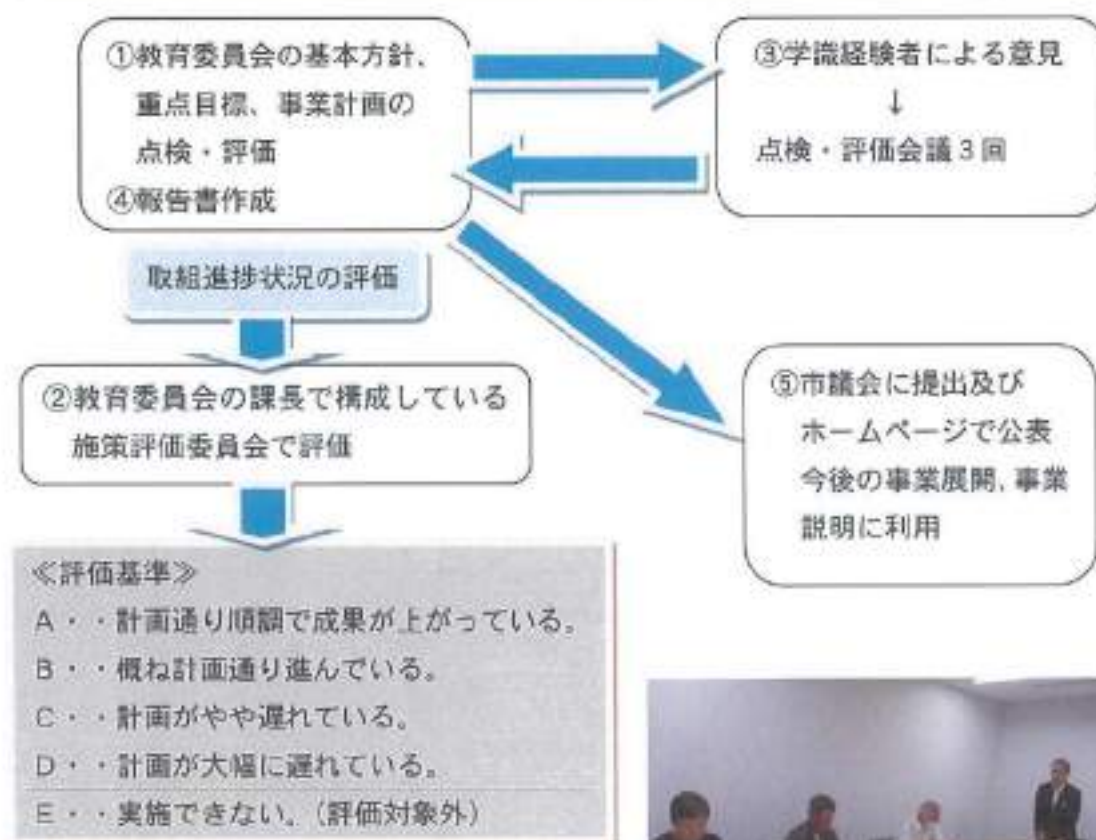 ①教育委員会の基本方針、
重点目標、事業計画の
点検・評価
④報告書作成
③学識経験者による意見
↓
点検・評価会議3回
取組進捗状況の評価
②教育委員会の課長で構成している
施策評価委員会で評価
⑤市議会に提出及び
ホームページで公表
今後の事業展開、事業
説明に利用
≪評価基準≫
A・・計画通り順調で成果が上がっている。
B・・概ね計画通り進んでいる。
C・・計画がやや遅れている。
D・・計画が大幅に遅れている。
E・・実施できない。(評価対象外)